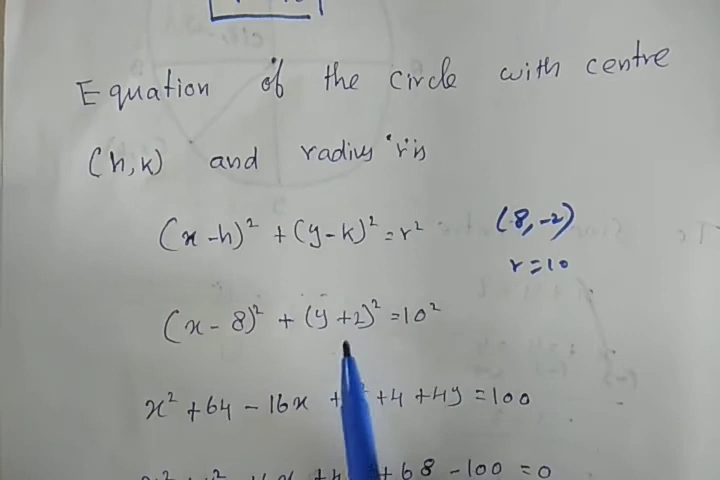 Equation of the circle with centre
(h,k) and radius 'r' is
(x-h)² + (y-k)² = r²
(8,-2)
r=10
(x-8)² + (y+2)² = 10²
x² + 64 - 16x + +4 +4y = 100
+68 -100 = 0